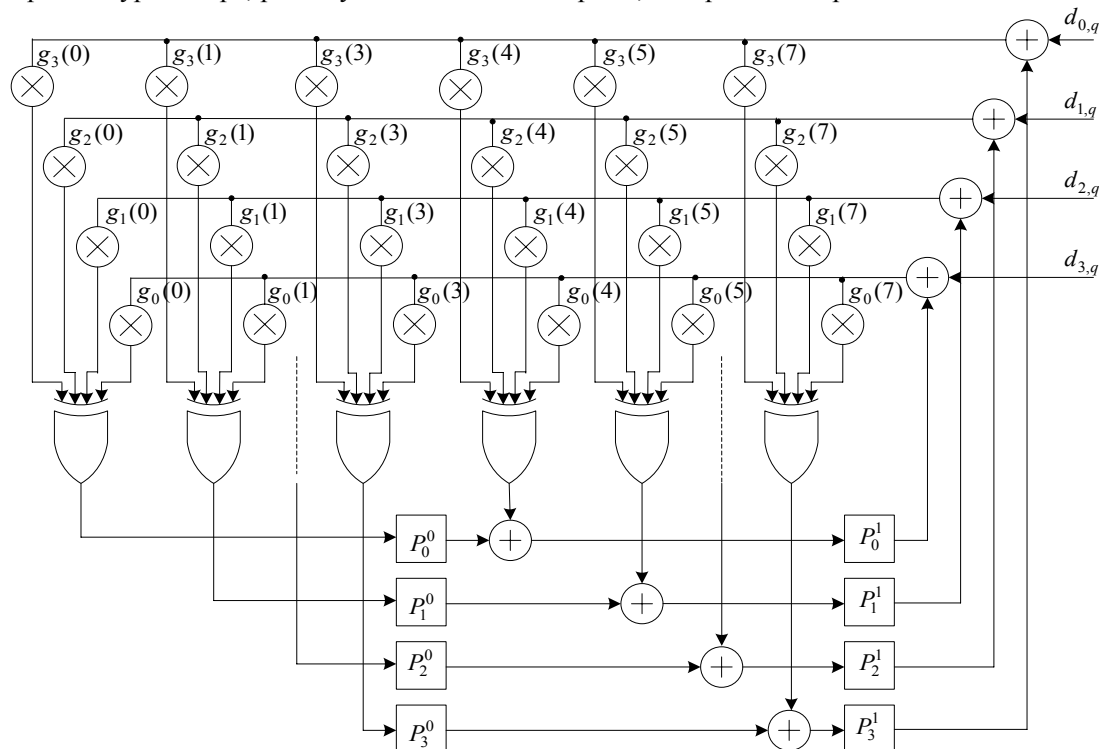 d_{0,q}
g_3(0) g_3(1) g_3(3) g_3(4) g_3(5) g_3(7)
d_{1,q}
g_2(0) g_2(1) g_2(3) g_2(4) g_2(5) g_2(7)
d_{2,q}
g_1(0) g_1(1) g_1(3) g_1(4) g_1(5) g_1(7)
d_{3,q}
g_0(0) g_0(1) g_0(3) g_0(4) g_0(5) g_0(7)
P_0^0 P_0^1
P_1^0 P_1^1
P_2^0 P_2^1
P_3^0 P_3^1